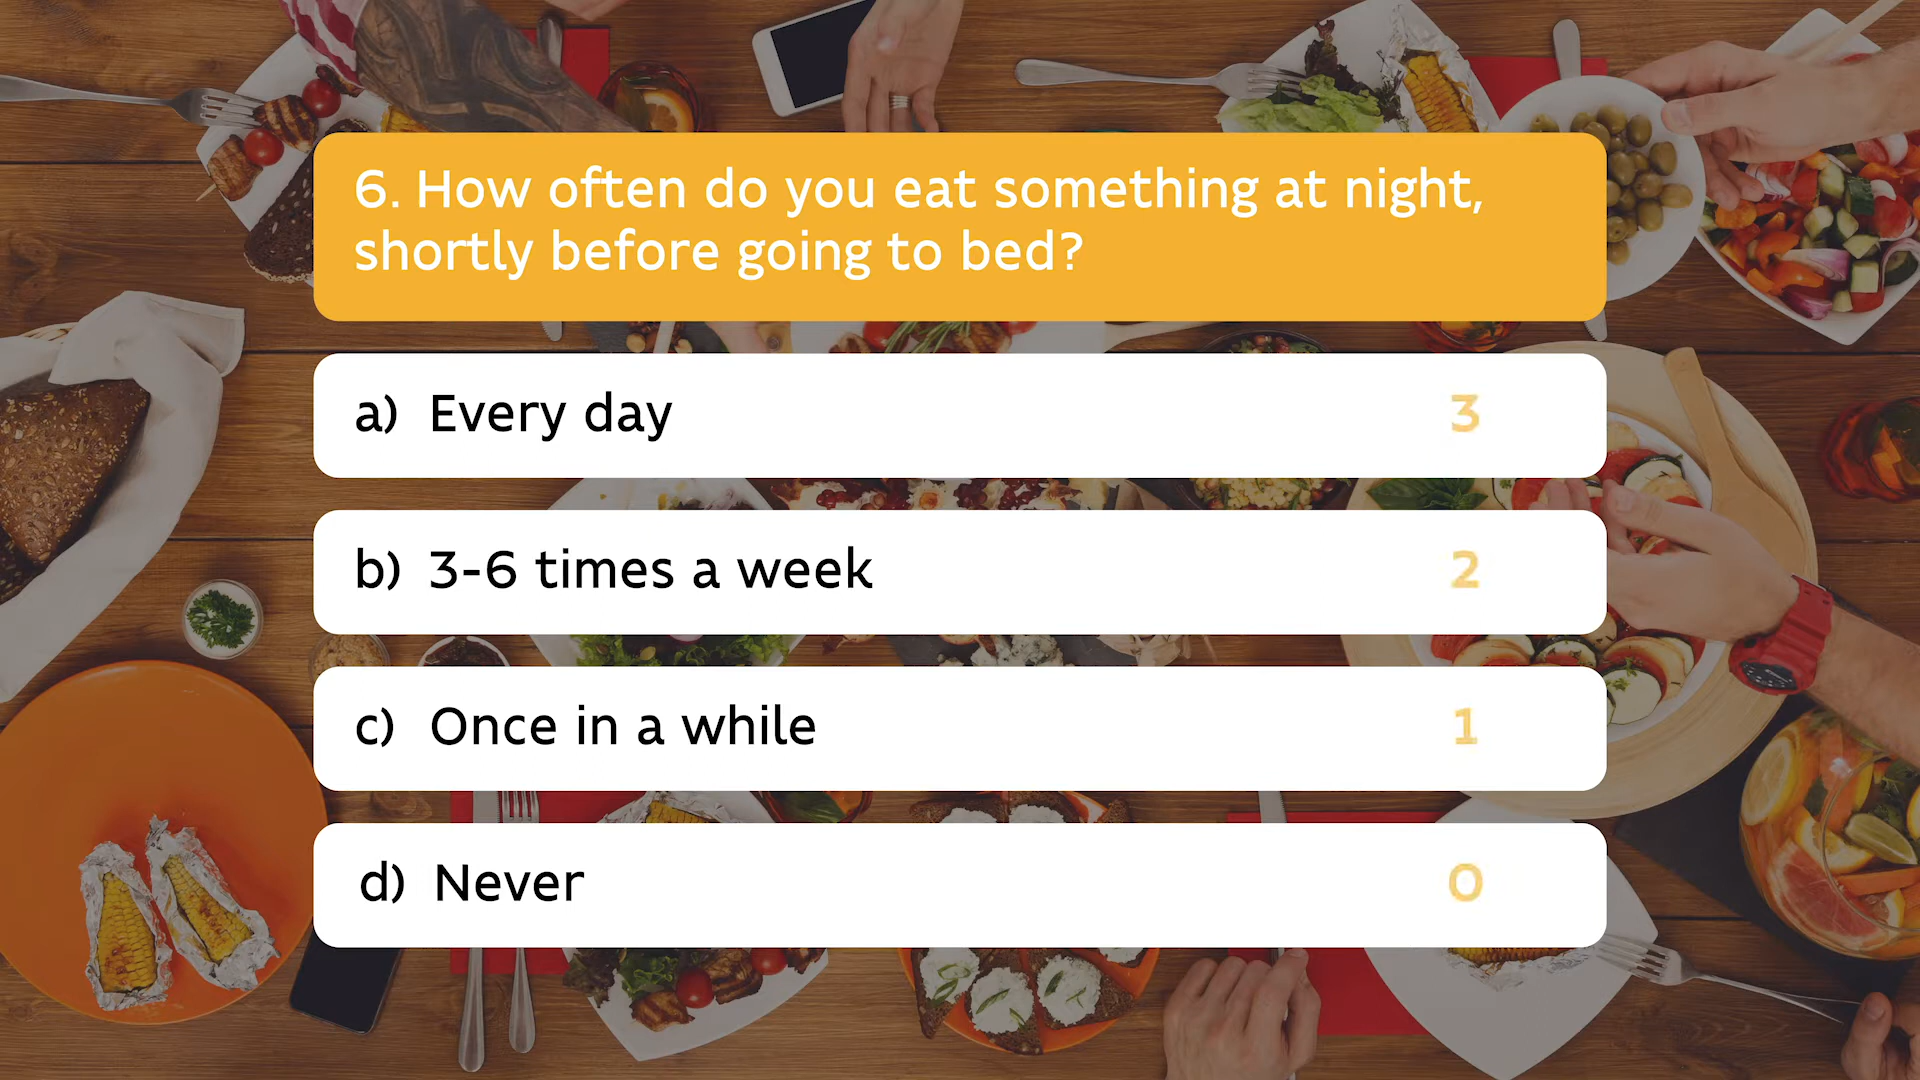 6. How often do you eat something at night,
shortly before going to bed?
a) Every day 3
b) 3-6 times a week 2
c) Once in a while 1
d) Never 0